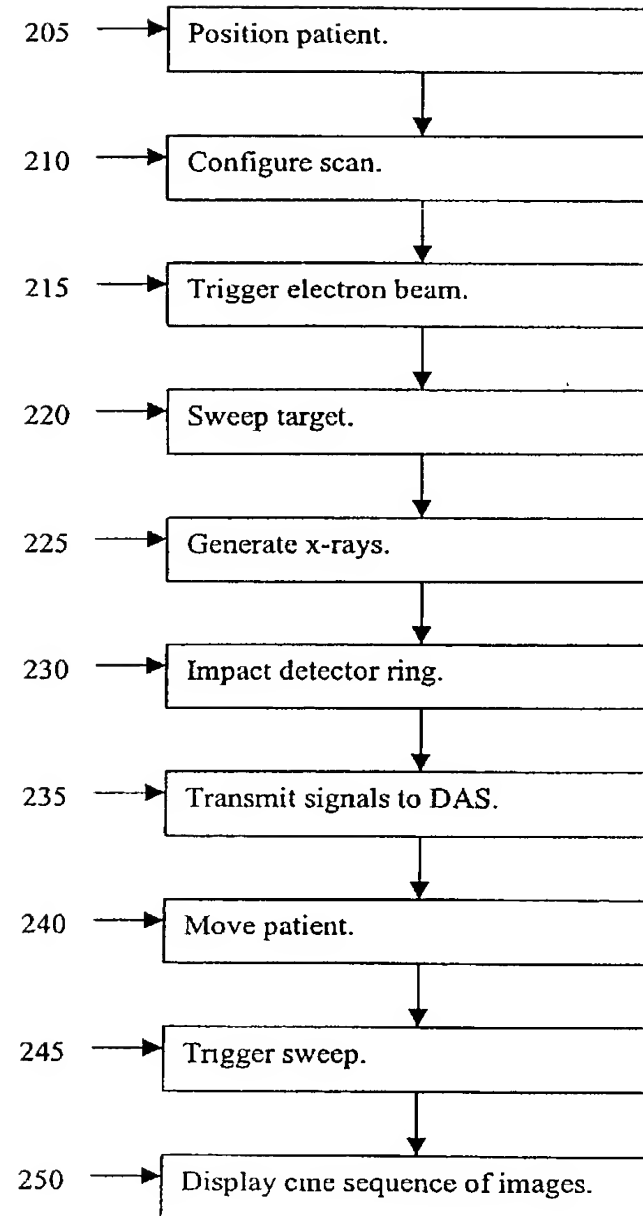 205 Position patient.
210 Configure scan.
215 Trigger electron beam.
220 Sweep target.
225 Generate x-rays.
230 Impact detector ring.
235 Transmit signals to DAS.
240 Move patient.
245 Trigger sweep.
250 Display cine sequence of images.